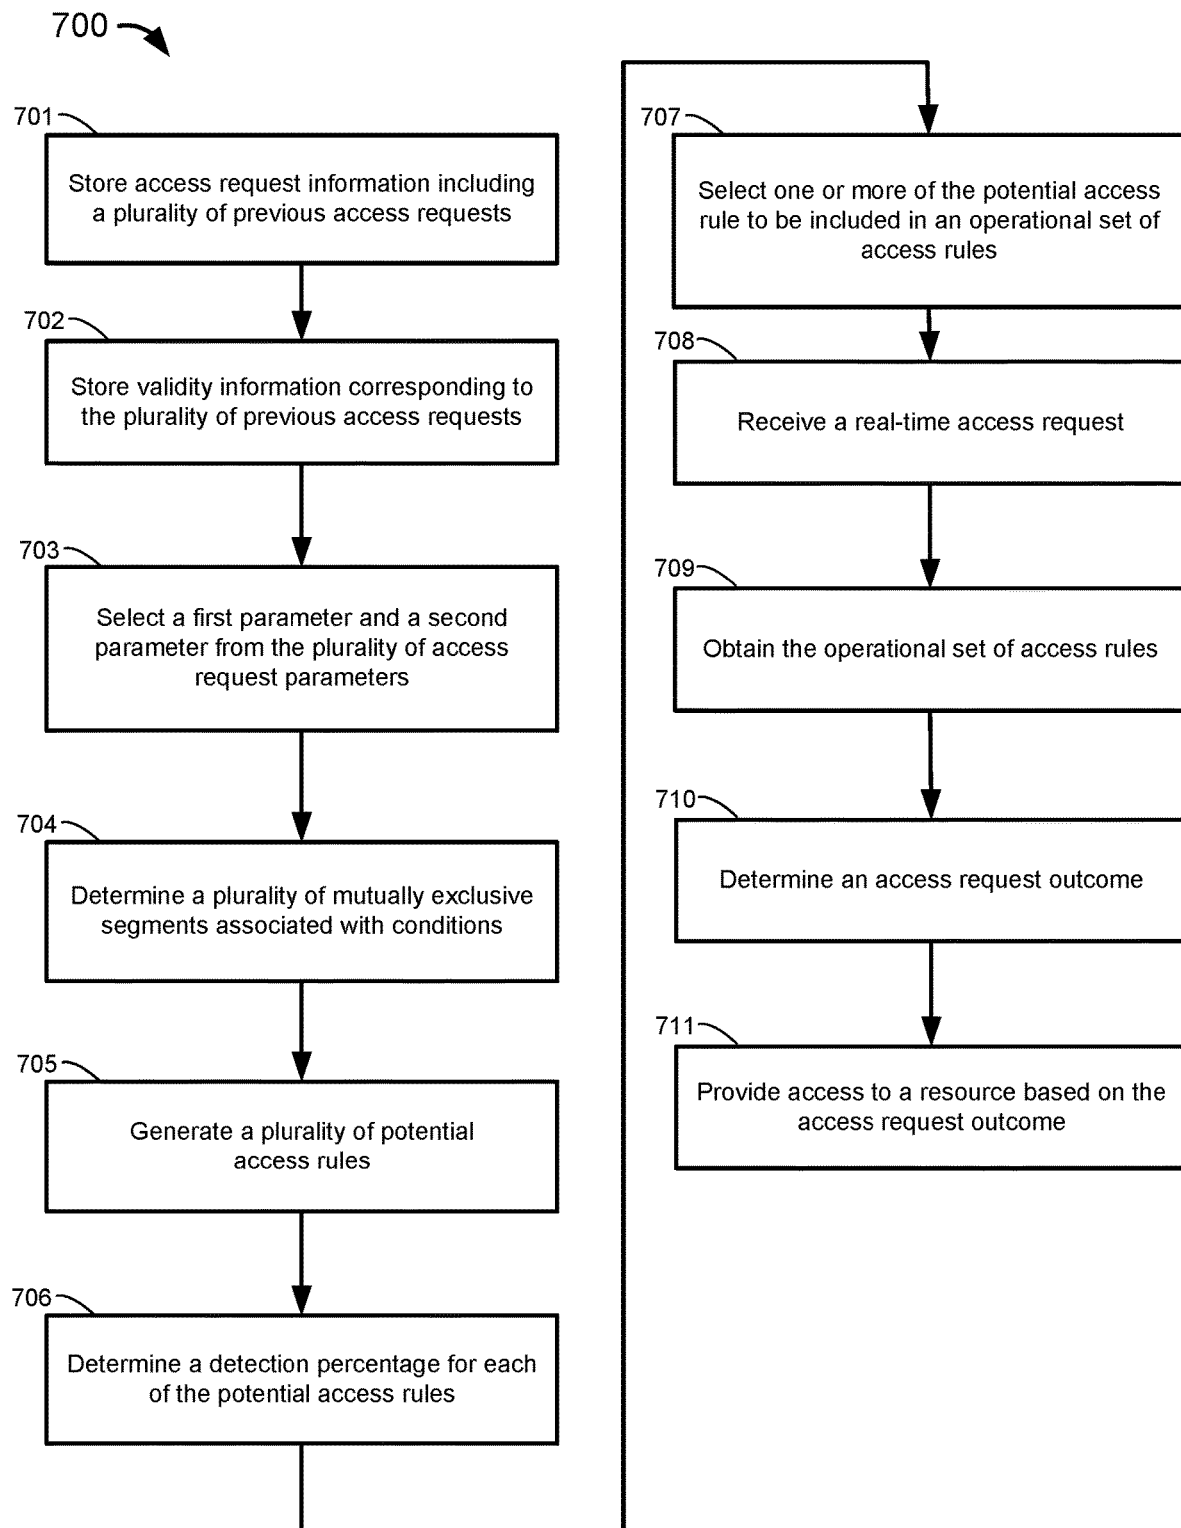 700
701
Store access request information including
a plurality of previous access requests
702
Store validity information corresponding to
the plurality of previous access requests
703
Select a first parameter and a second
parameter from the plurality of access
request parameters
704
Determine a plurality of mutually exclusive
segments associated with conditions
705
Generate a plurality of potential
access rules
706
Determine a detection percentage for each
of the potential access rules
707
Select one or more of the potential access
rule to be included in an operational set of
access rules
708
Receive a real-time access request
709
Obtain the operational set of access rules
710
Determine an access request outcome
711
Provide access to a resource based on the
access request outcome